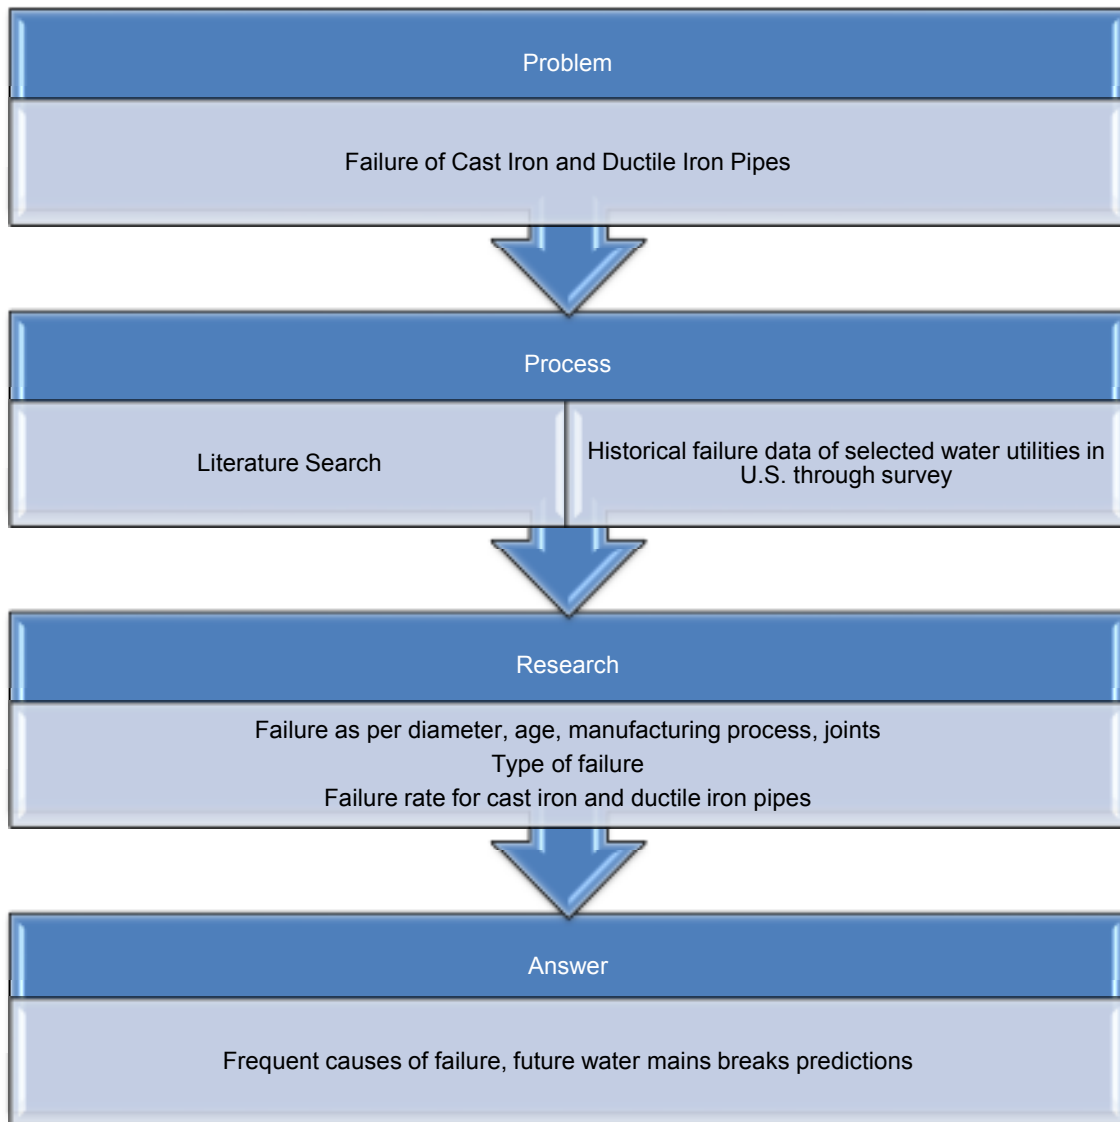 Problem
Failure of Cast Iron and Ductile Iron Pipes
Process
Literature Search
Historical failure data of selected water utilities in
U.S. through survey
Research
Failure as per diameter, age, manufacturing process, joints
Type of failure
Failure rate for cast iron and ductile iron pipes
Answer
Frequent causes of failure, future water mains breaks predictions